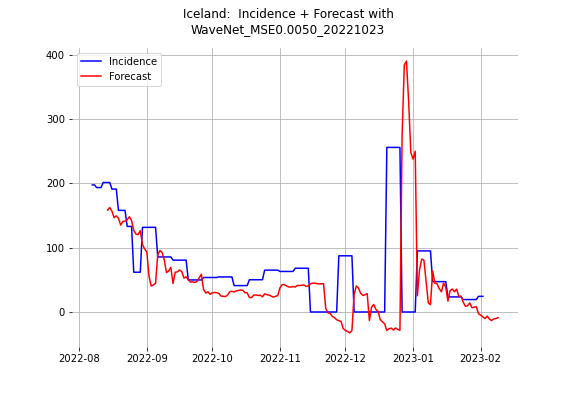 Iceland:  Incidence + Forecast with
WaveNet_MSE0.0050_20221023
400
Incidence
Forecast
300
200
100
0
2022-08 2022-09 2022-10 2022-11 2022-12 2023-01 2023-02